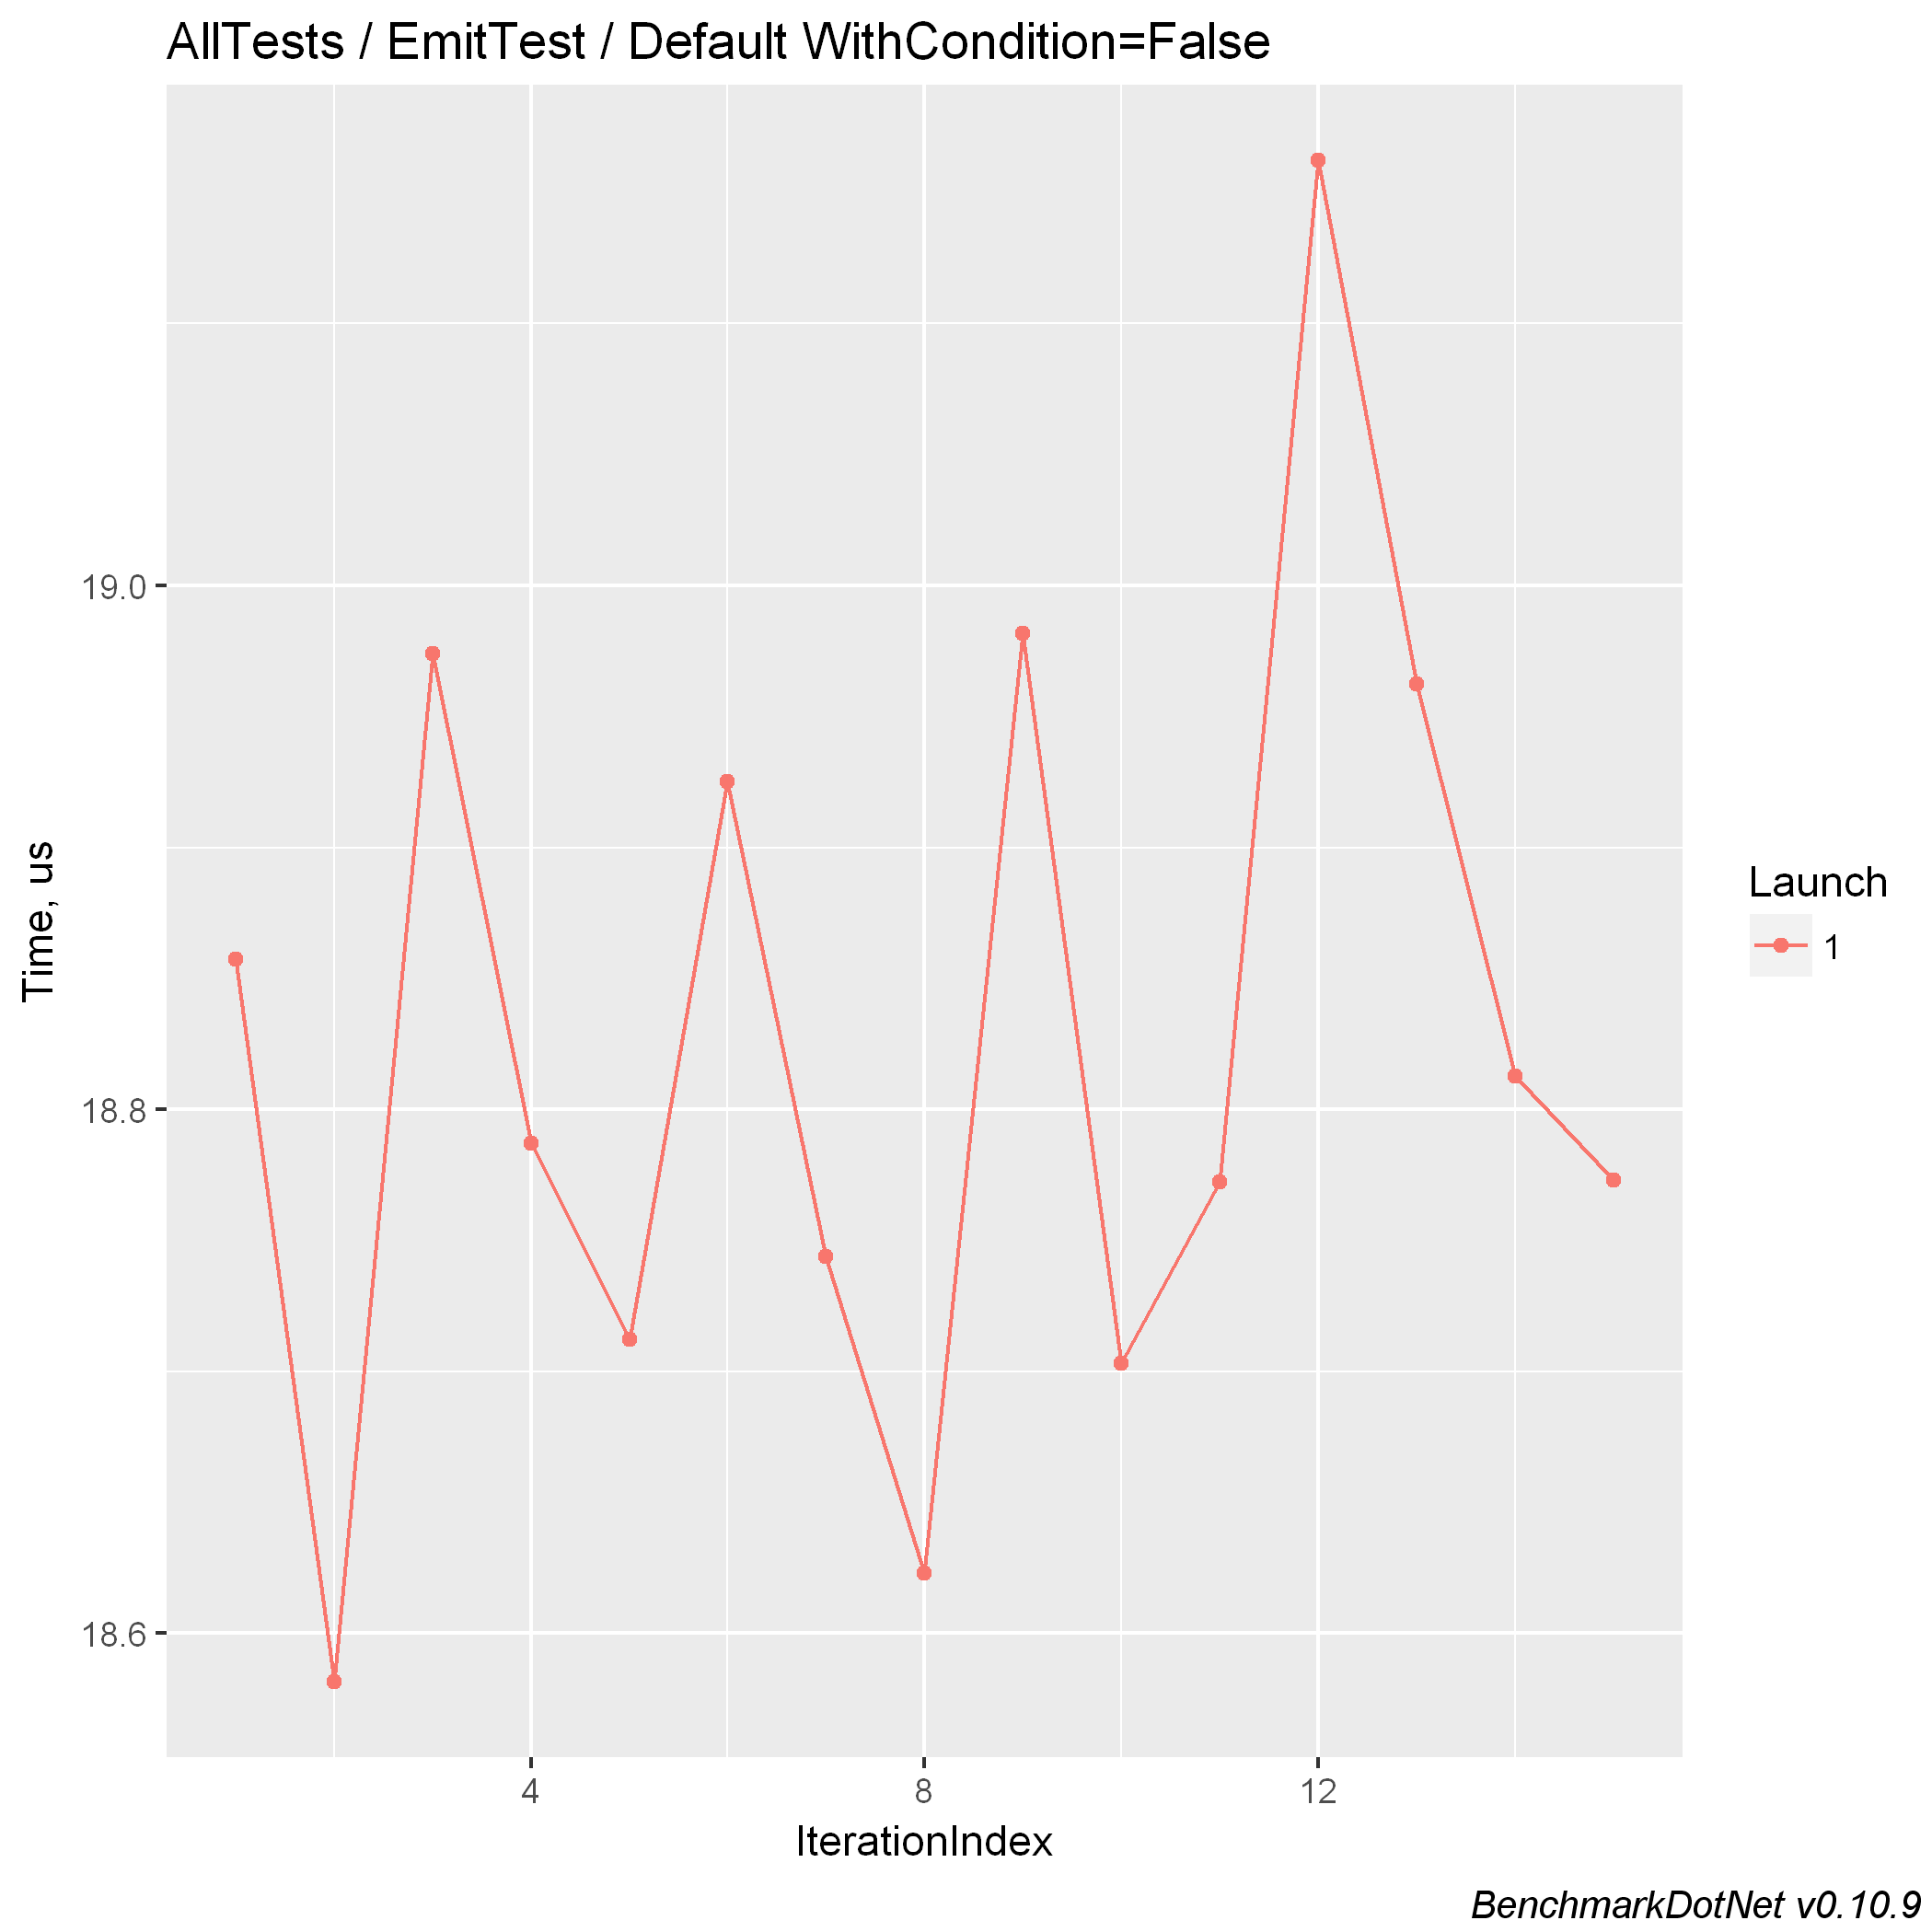 AllTests / EmitTest / Default WithCondition=False
Time, us
19.0
18.8
18.6
4 8 12
IterationIndex
Launch
1
BenchmarkDotNet v0.10.9